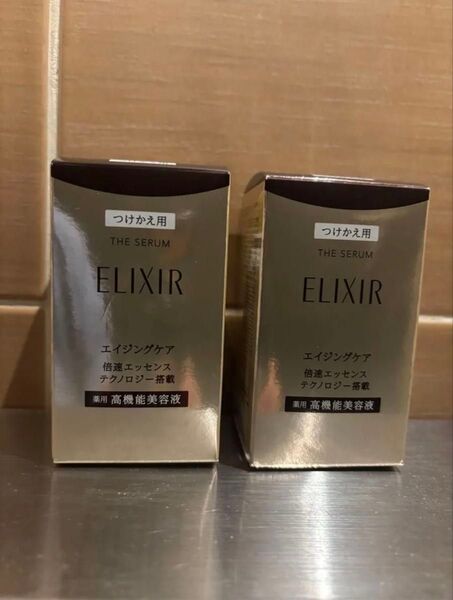 つけかえ用
THE SERUM
ELIXIR
エイジングケア
倍速エッセンス
テクノロジー搭載
薬用 高機能美容液
つけかえ用
THE SERUM
ELIXIR
エイジングケア
倍速エッセンス
テクノロジー搭載
薬用 高機能美容液